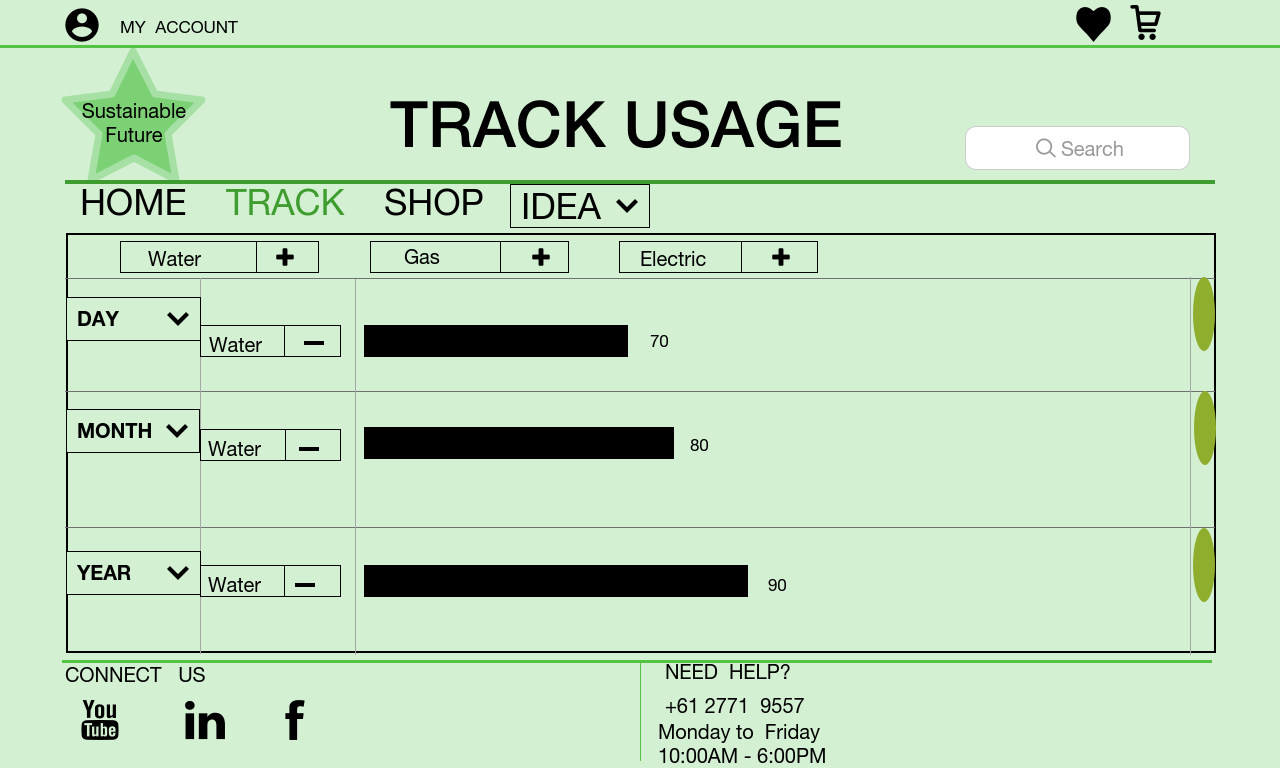 MY ACCOUNT
Sustainable
Future
TRACK USAGE
Search
HOME TRACK SHOP IDEA
Water Gas Electric
DAY
Water 70
MONTH
Water 80
YEAR
Water 90
CONNECT US
You
Tube
in f
NEED HELP?
+61 2771 9557
Monday to Friday
10:00AM - 6:00PM